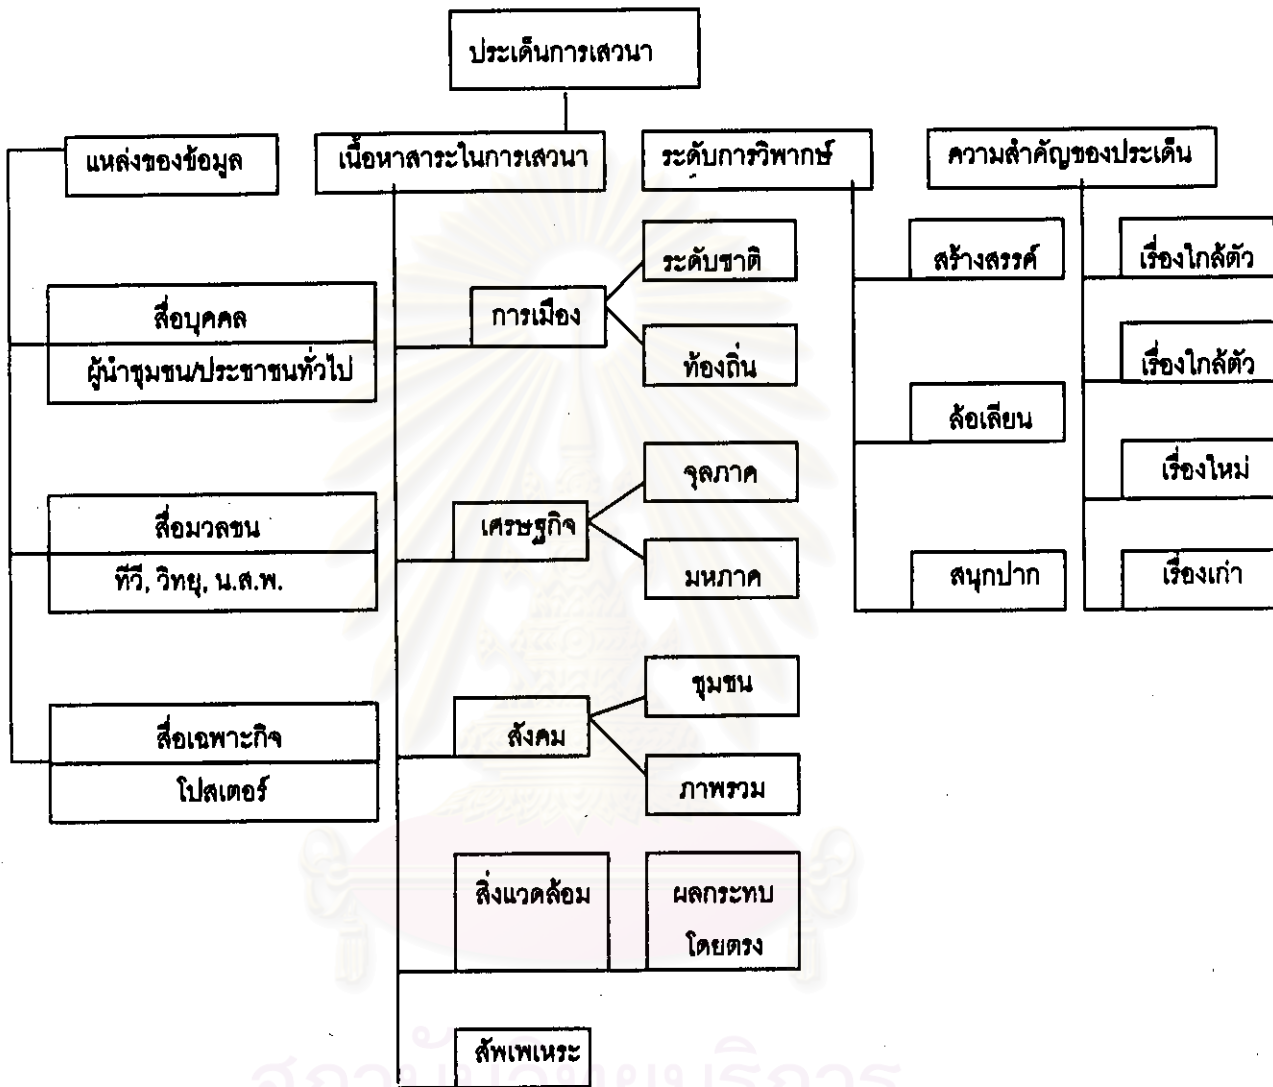 ประเด็นการเสวนา
แหล่งของข้อมูล
เนื้อหาสาระในการเสวนา
ระดับการวิพากษ์
ความสำคัญของประเด็น
สื่อบุคคล
ผู้นำชุมชน/ประชาชนทั่วไป
สื่อมวลชน
ทีวี, วิทยุ, น.ส.พ.
สื่อเฉพาะกิจ
โปสเตอร์
การเมือง
ระดับชาติ
ท้องถิ่น
เศรษฐกิจ
จุลภาค
มหภาค
สังคม
ชุมชน
ภาพรวม
สิ่งแวดล้อม
ผลกระทบ
โดยตรง
สัพเพเหระ
สร้างสรรค์
ล้อเลียน
สนุกปาก
เรื่องใกล้ตัว
เรื่องใกล้ตัว
เรื่องใหม่
เรื่องเก่า
สถาบันวิทยบริการ